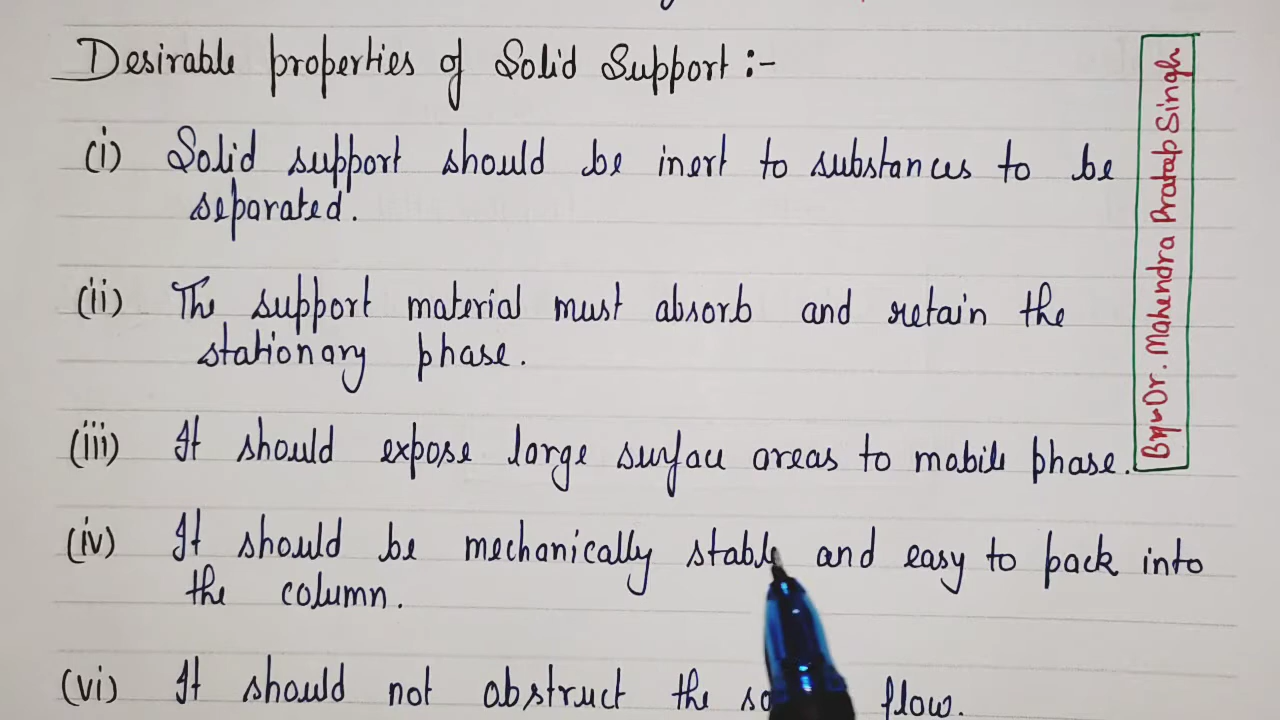 Desirable properties of Solid Support :-
(i) Solid support should be inert to substances to be
separated.
(ii) The support material must absorb and retain the
stationary phase.
(iii) It should expose large surface areas to mobile phase.
(iv) It should be mechanically stable and easy to pack into
the column.
(vi) It should not obstruct the flow.
By~Dr. Mahendra Pratap Singh